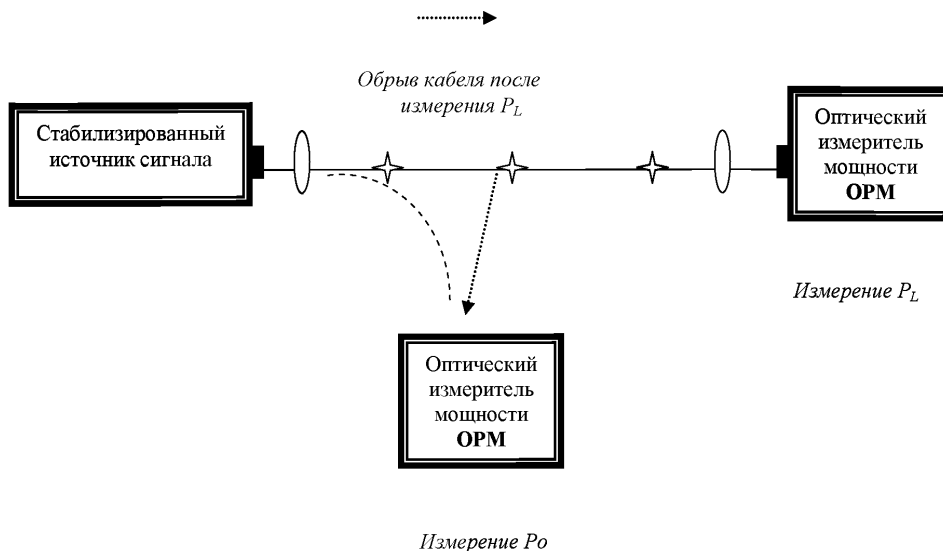 Обрыв кабеля после
измерения P_L
Стабилизированный
источник сигнала
Оптический
измеритель
мощности
OPM
Измерение P_L
Оптический
измеритель
мощности
OPM
Измерение Po